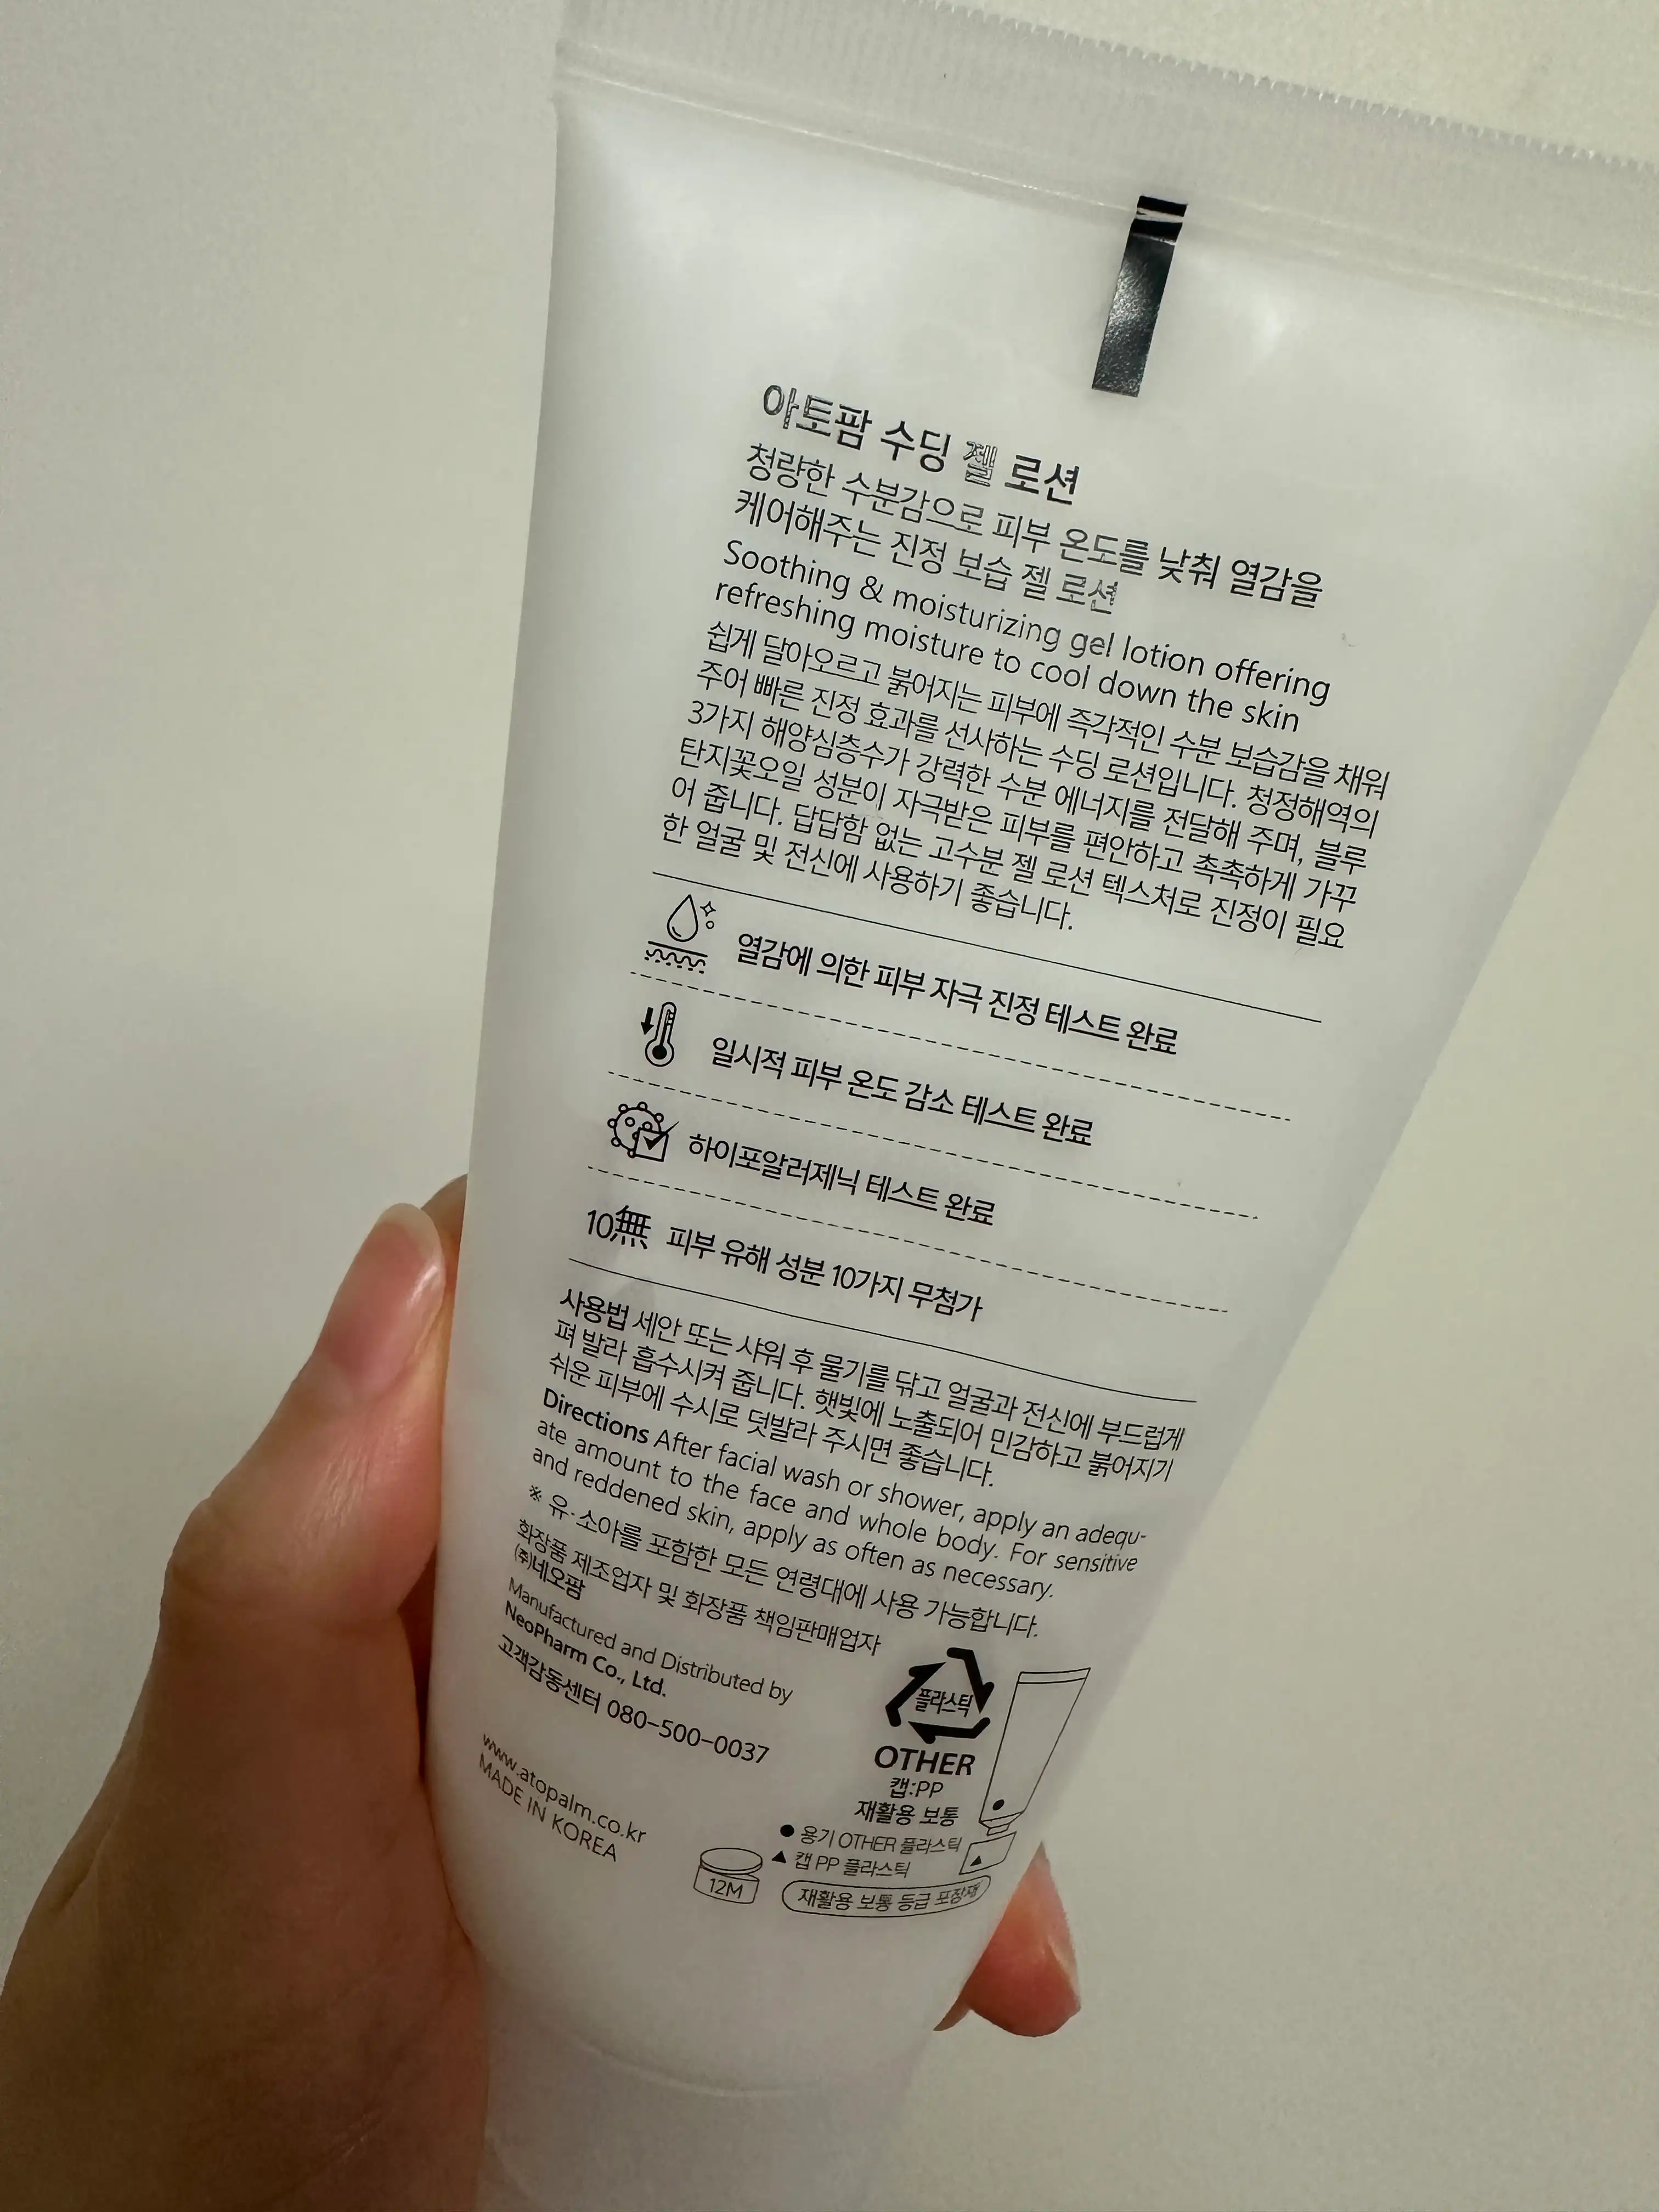 아토팜 수딩 젤 로션
청량한 수분감으로 피부 온도를 낮춰 열감을
케어해주는 진정 보습 젤 로션
Soothing & moisturizing gel lotion offering
refreshing moisture to cool down the skin
쉽게 달아오르고 붉어지는 피부에 즉각적인 수분 보습감을 채워
주어 빠른 진정 효과를 선사하는 수딩 로션입니다. 청정해역의
3가지 해양심층수가 강력한 수분 에너지를 전달해 주며, 블루
탄지꽃오일 성분이 자극받은 피부를 편안하고 촉촉하게 가꾸
어 줍니다. 답답함 없는 고수분 젤 로션 텍스처로 진정이 필요
한 얼굴 및 전신에 사용하기 좋습니다.
열감에 의한 피부 자극 진정 테스트 완료
일시적 피부 온도 감소 테스트 완료
하이포알러제닉 테스트 완료
10無 피부 유해 성분 10가지 무첨가
사용법 세안 또는 샤워 후 물기를 닦고 얼굴과 전신에 부드럽게
펴 발라 흡수시켜 줍니다. 햇빛에 노출되어 민감하고 붉어지기
쉬운 피부에 수시로 덧발라 주시면 좋습니다.
Directions After facial wash or shower, apply an adequ-
ate amount to the face and whole body. For sensitive
and reddened skin, apply as often as necessary.
※ 유·소아를 포함한 모든 연령대에 사용 가능합니다.
화장품 제조업자 및 화장품 책임판매업자
㈜네오팜
Manufactured and Distributed by
NeoPharm Co., Ltd.
고객감동센터 080-500-0037
www.atopalm.co.kr
MADE IN KOREA
플라스틱
OTHER
캡:PP
재활용 보통
● 용기 OTHER 플라스틱
▲ 캡 PP 플라스틱
12M
재활용 보통 등급 포장재